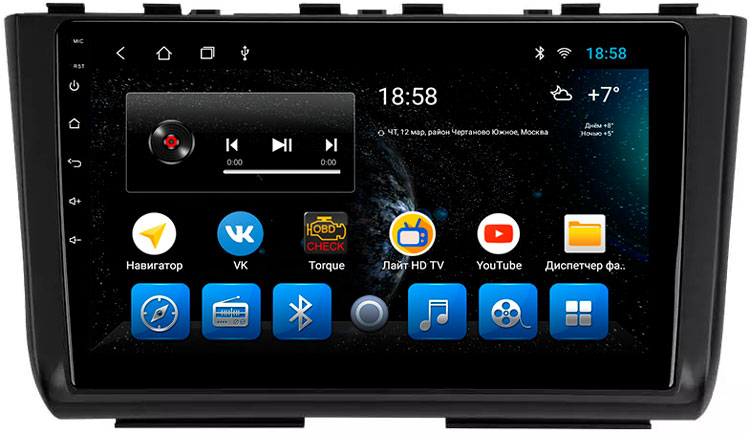 MIC
18:58
RST
18:58
+7°
ЧТ, 12 мар, район Чертаново Южное, Москва
Днём +8°
Ночью +5°
0:00
0:00
OBD
CHECK
Навигатор
VK
Torque
Лайт HD TV
YouTube
Диспетчер фа..